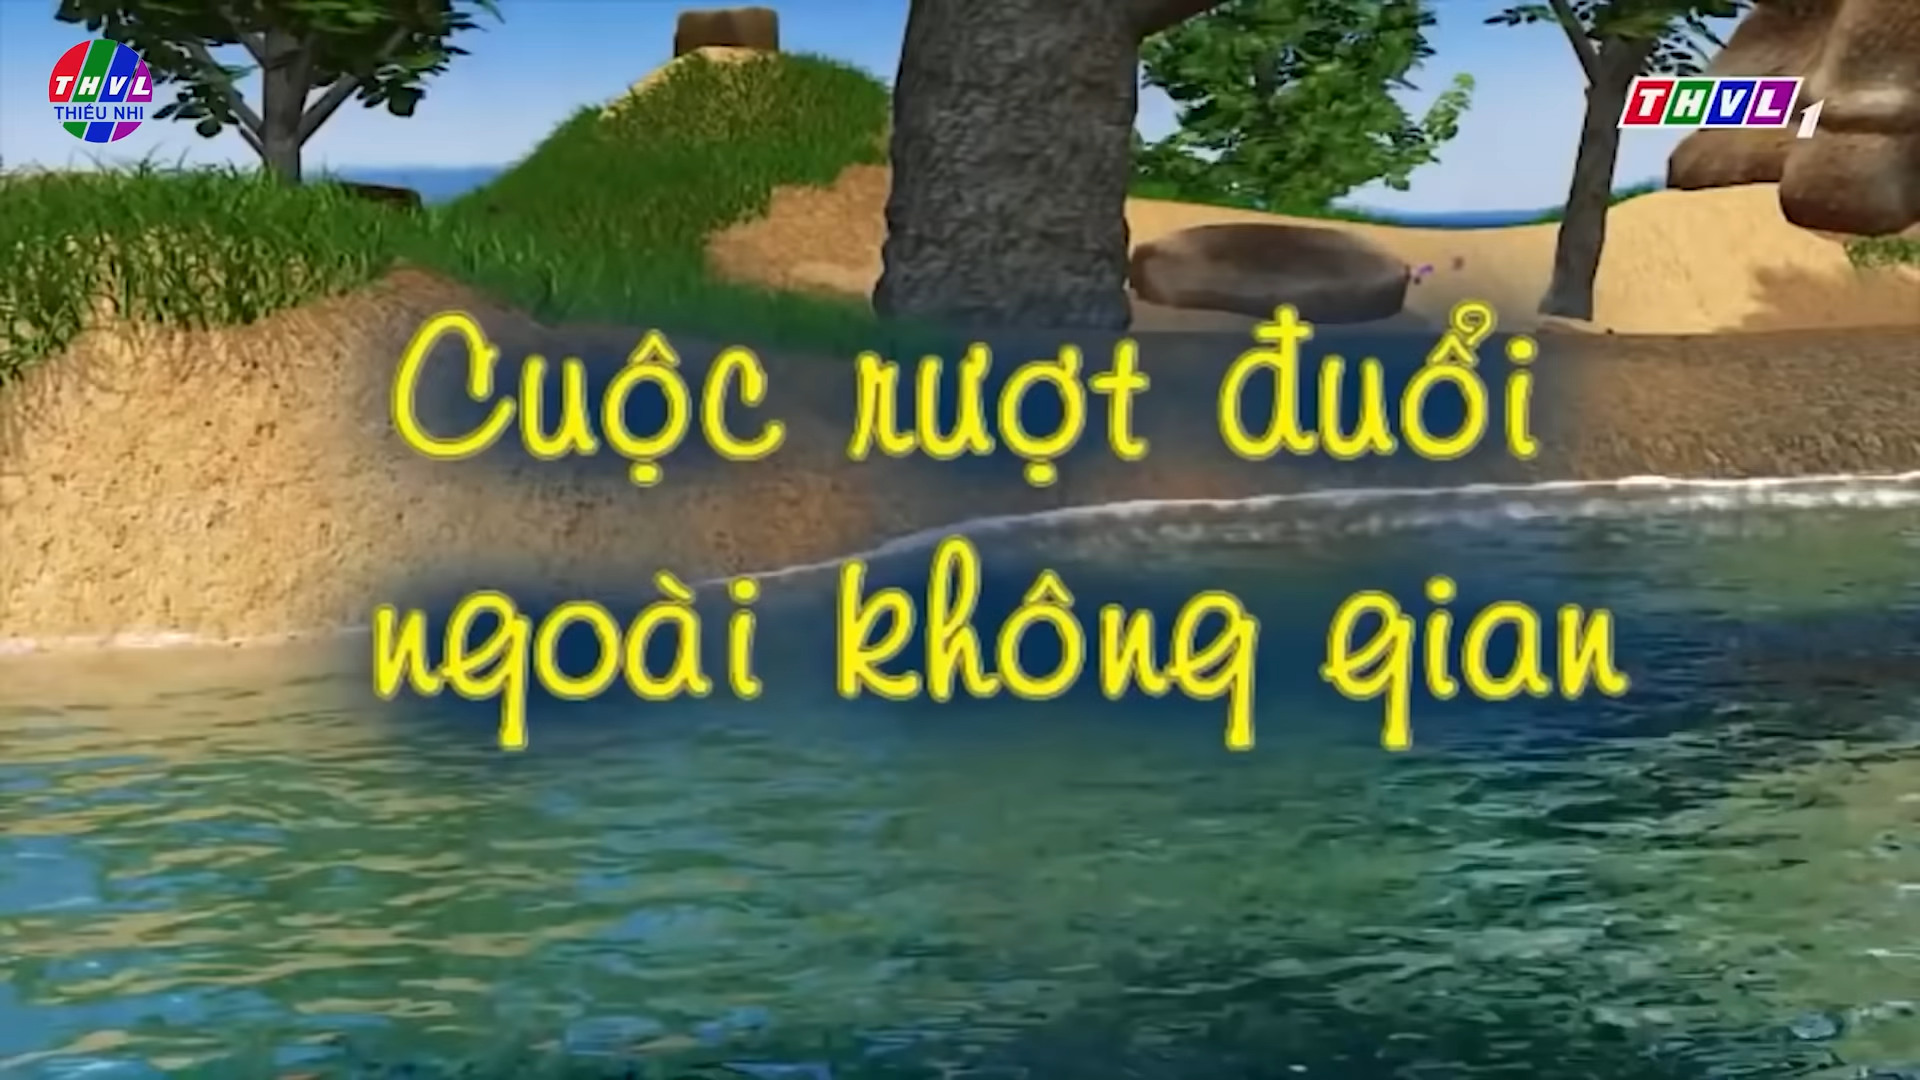 THVL
THIẾU NHI
THVL1
Cuộc rượt đuổi
ngoài không gian